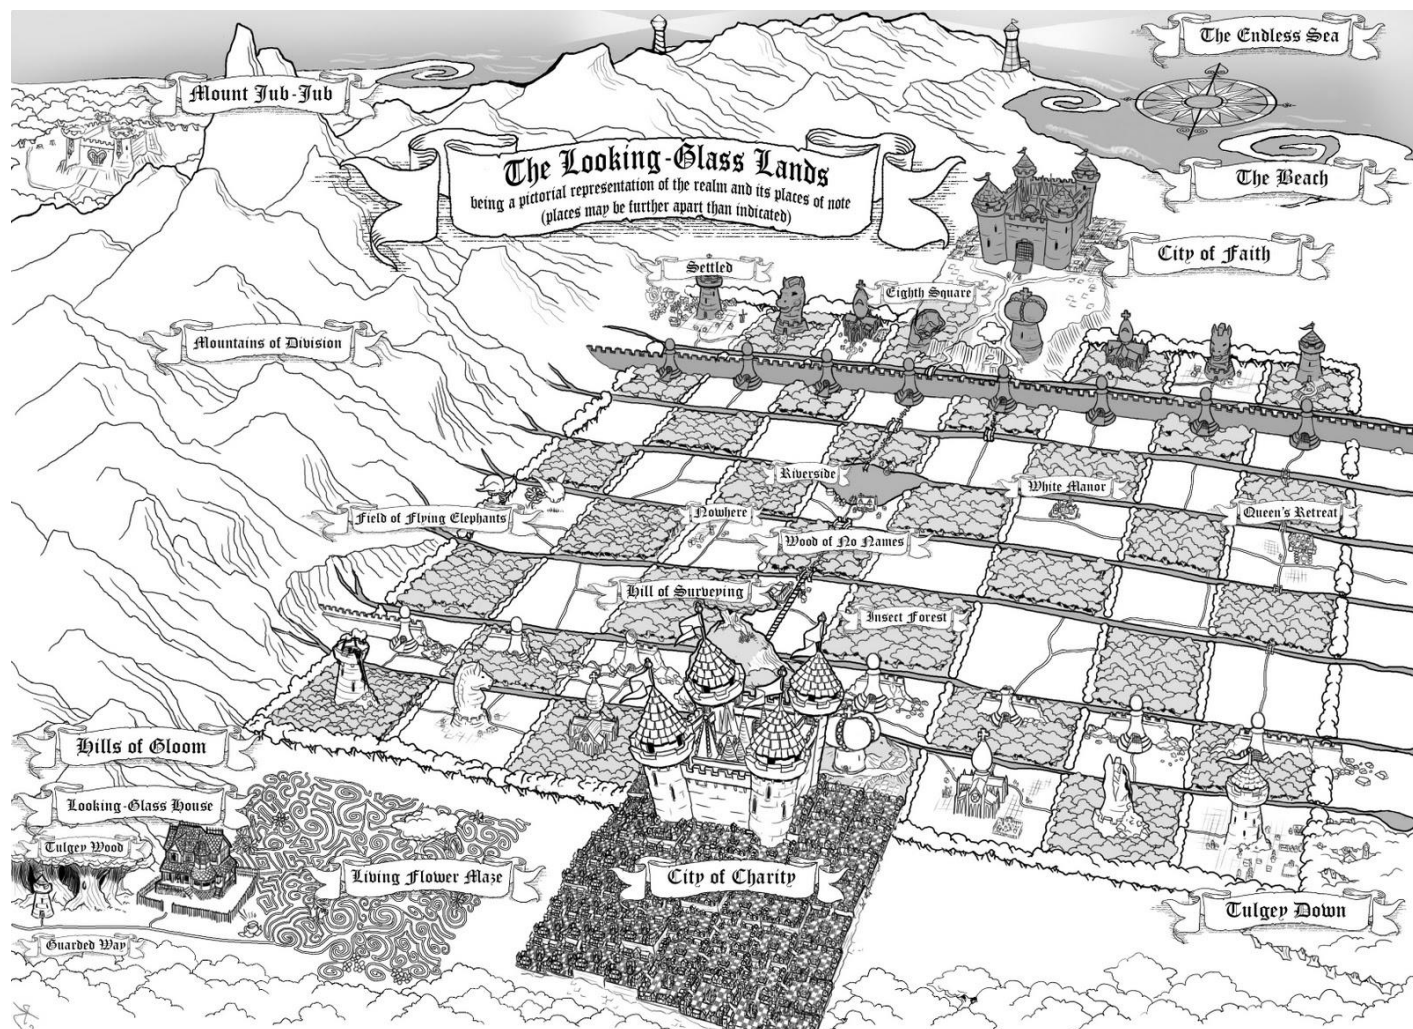 The Endless Sea
Mount Jub-Jub
The Looking-Glass Lands
being a pictorial representation of the realm and its places of note
(places may be further apart than indicated)
The Beach
City of Faith
Settled
Eighth Square
Mountains of Division
Riverside
White Manor
Field of Flying Elephants
Nowhere
Queen's Retreat
Wood of No Names
Hill of Surveying
Insect Forest
Hills of Gloom
Looking-Glass House
Tulgey Wood
Living Flower Maze
City of Charity
Tulgey Down
Guarded Way